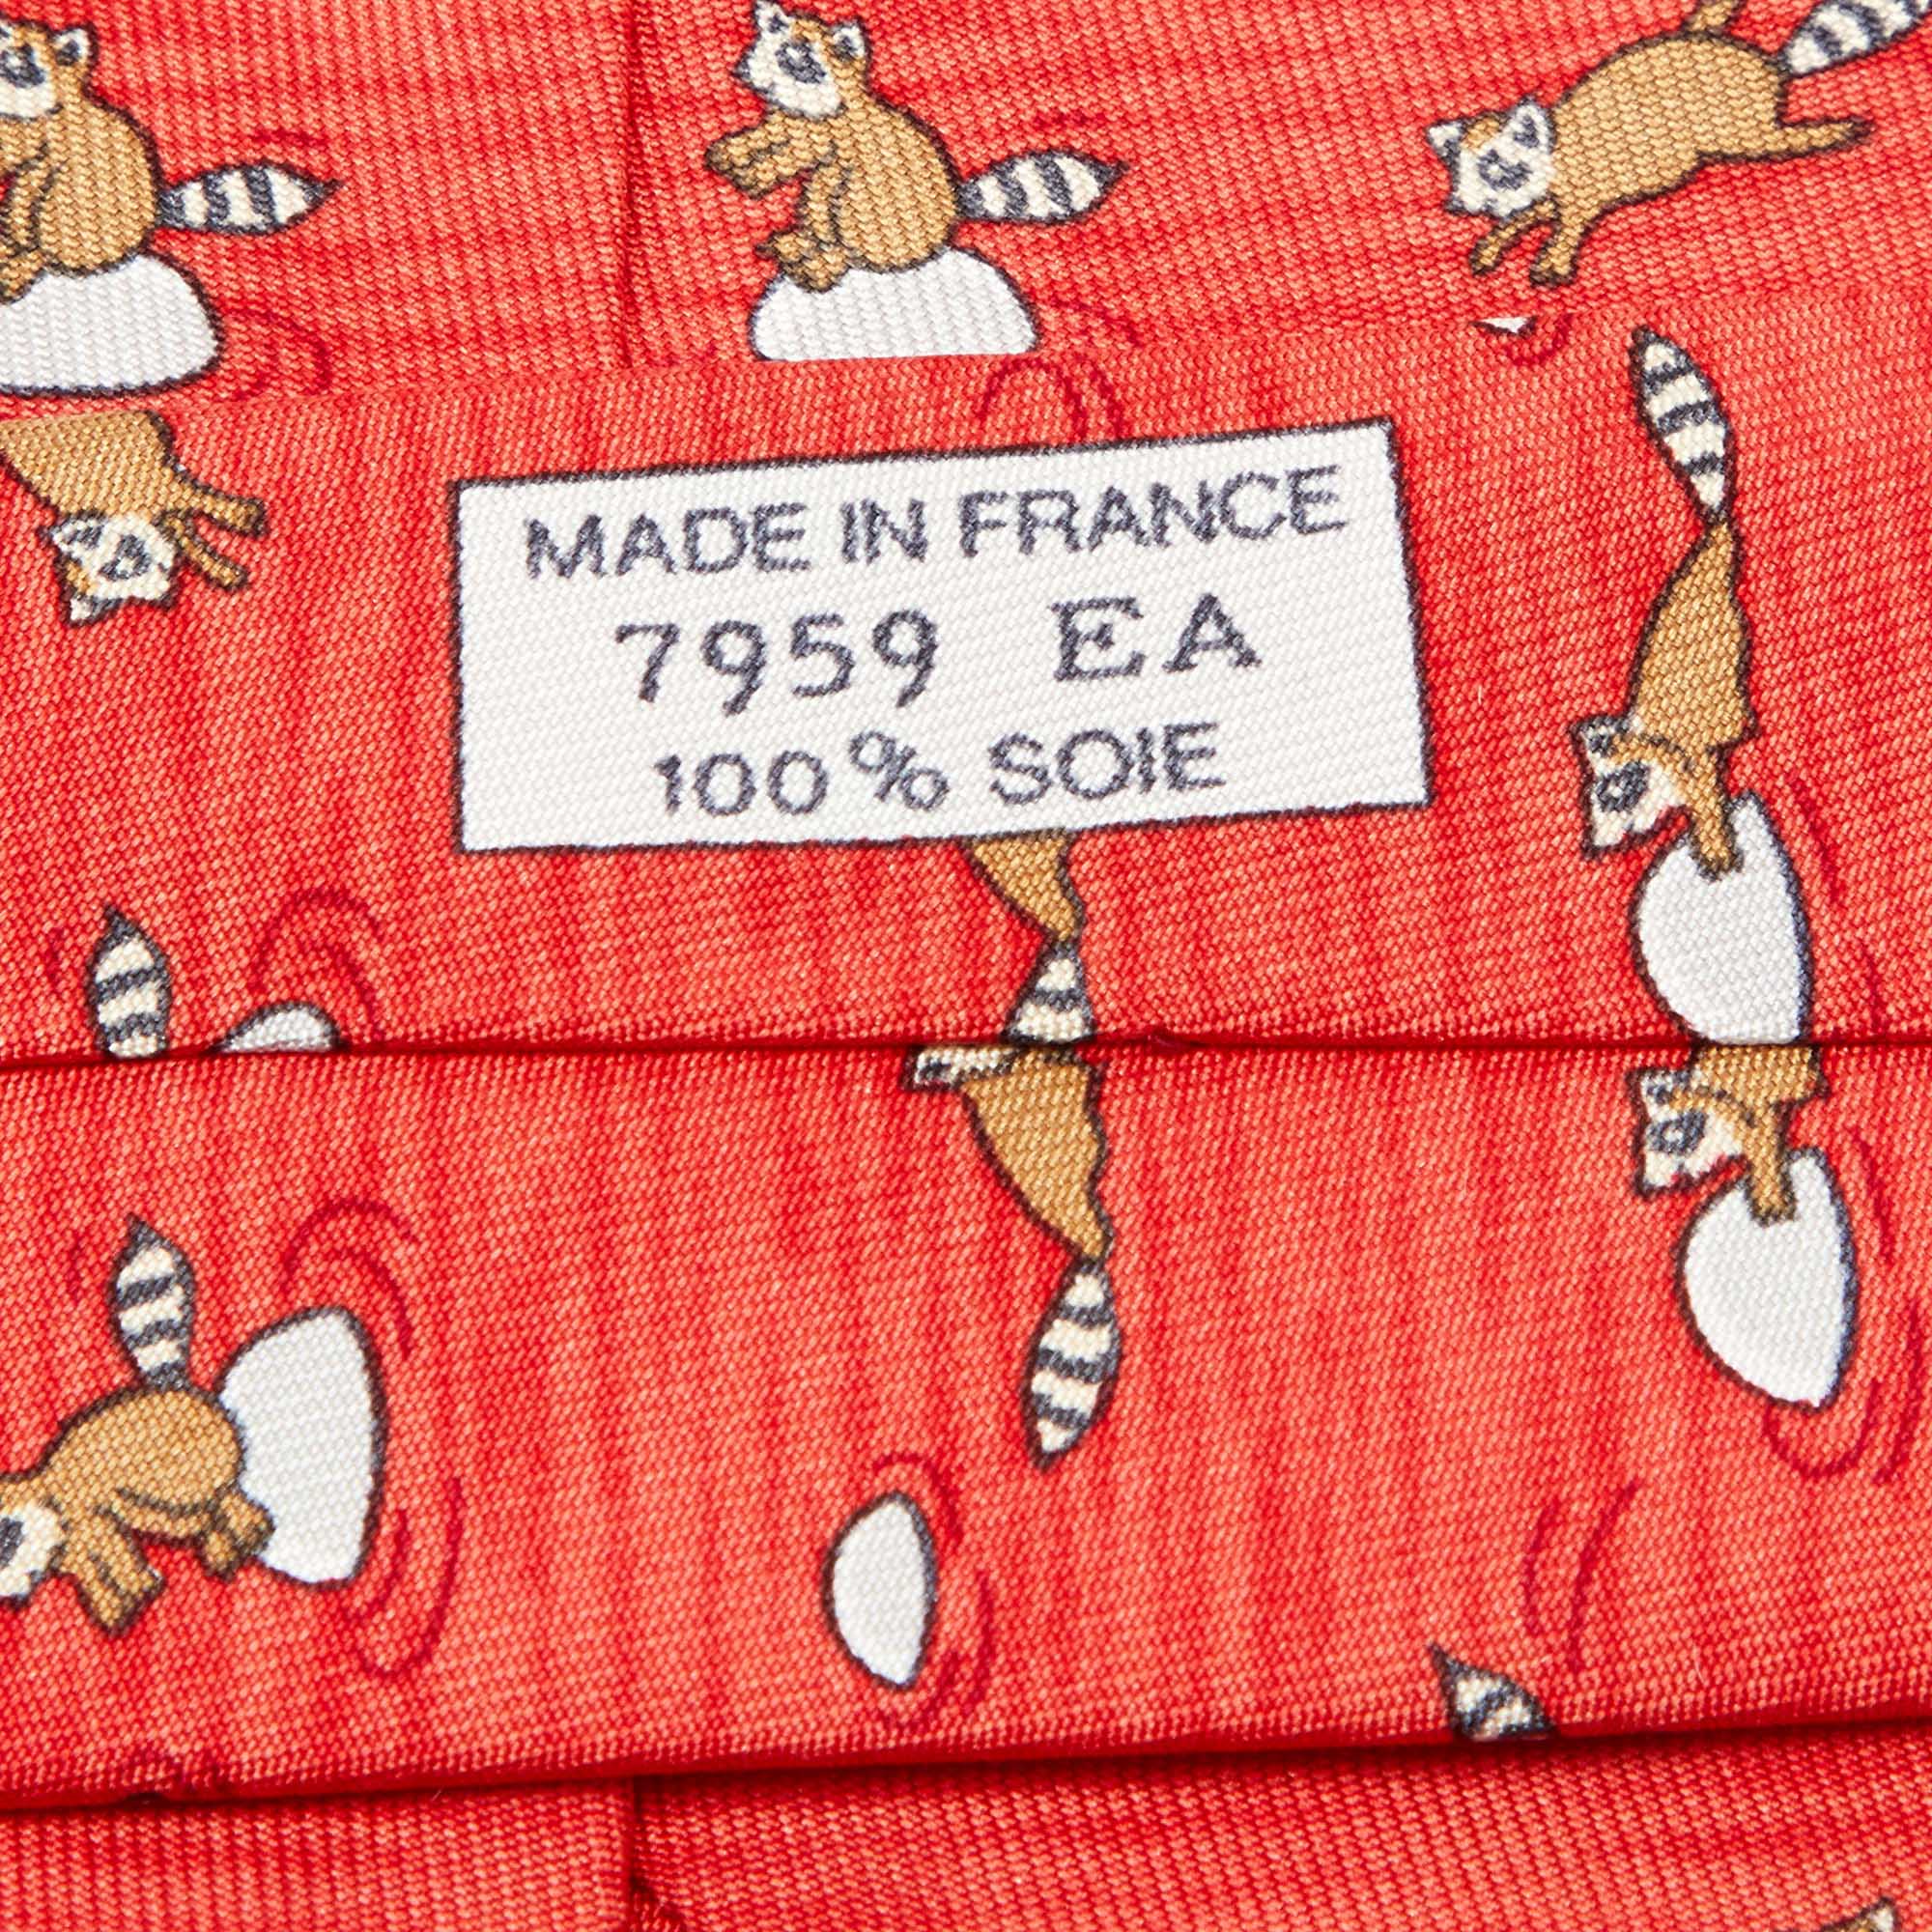 MADE IN FRANCE
7959 EA
100% SOIE